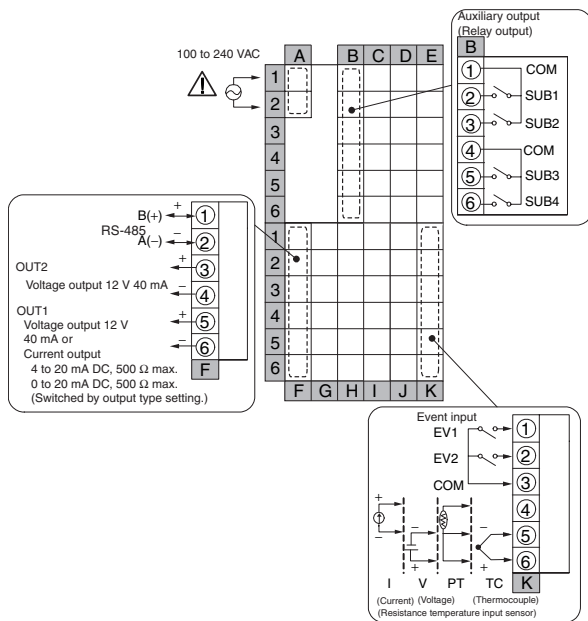 Auxiliary output
(Relay output)
B
1 COM
2 SUB1
3 SUB2
4 COM
5 SUB3
6 SUB4
100 to 240 VAC
A B C D E
1
2
3
4
5
6
1
2
3
4
5
6
F G H I J K
+
B(+) 1
RS-485
−
A(−) 2
+
OUT2 3
−
Voltage output 12 V 40 mA 4
OUT1 +
Voltage output 12 V 5
40 mA or −
Current output 6
4 to 20 mA DC, 500 Ω max. F
0 to 20 mA DC, 500 Ω max.
(Switched by output type setting.)
Event input
EV1 1
EV2 2
COM 3
4
+ − − 5
− + + 6
I V PT TC K
(Current) (Voltage) (Thermocouple)
(Resistance temperature input sensor)